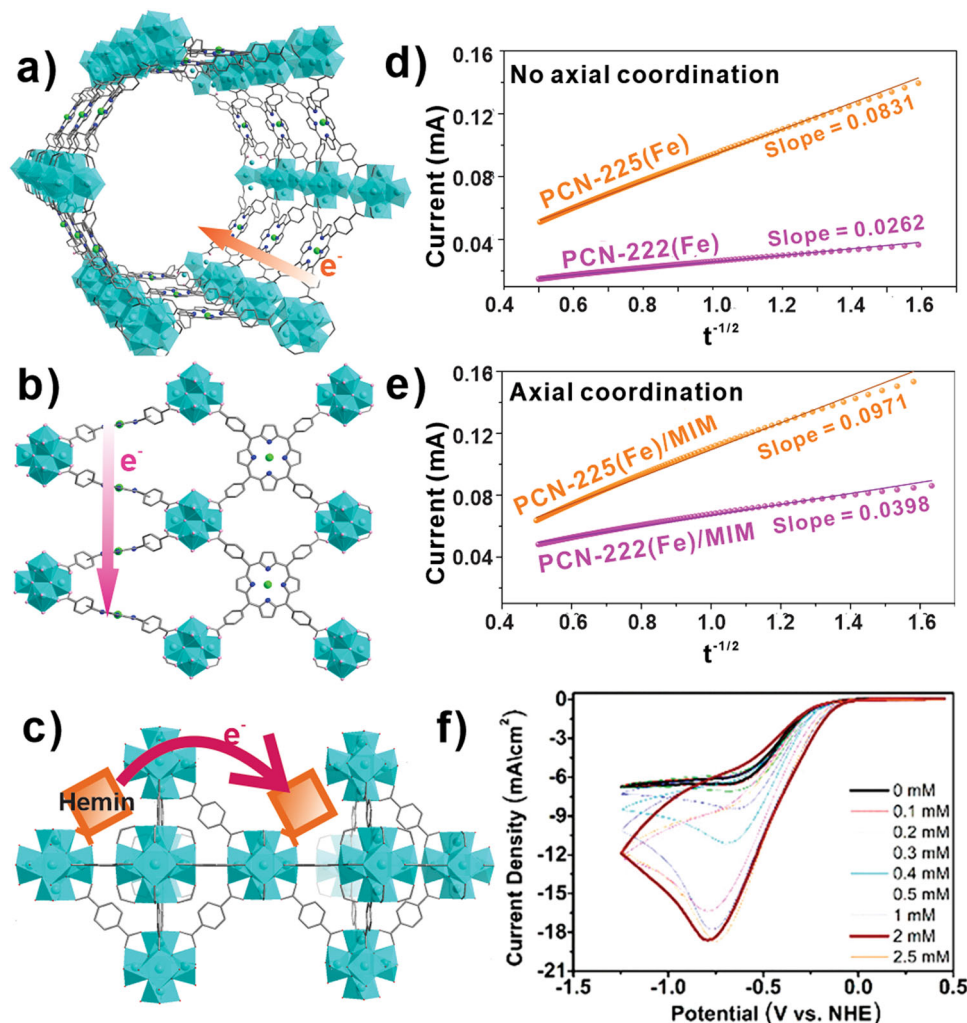 a)
e-
b)
e-
c)
e-
Hemin
d)
No axial coordination
PCN-225(Fe)
Slope = 0.0831
PCN-222(Fe)
Slope = 0.0262
Current (mA)
0.16
0.12
0.08
0.04
0.4 0.6 0.8 1.0 1.2 1.4 1.6
t-1/2
e)
Axial coordination
PCN-225(Fe)/MIM
Slope = 0.0971
PCN-222(Fe)/MIM
Slope = 0.0398
Current (mA)
0.16
0.12
0.08
0.04
0.4 0.6 0.8 1.0 1.2 1.4 1.6
t-1/2
f)
Current Density (mA\cm2)
0
-3
-6
-9
-12
-15
-18
-21
0 mM
0.1 mM
0.2 mM
0.3 mM
0.4 mM
0.5 mM
1 mM
2 mM
2.5 mM
-1.5 -1.0 -0.5 0.0 0.5
Potential (V vs. NHE)